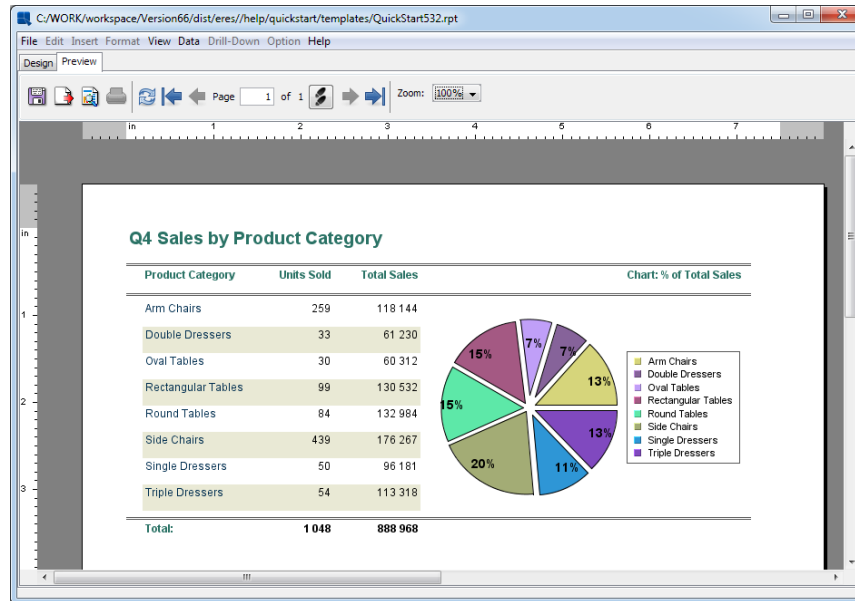 C:/WORK/workspace/Version66/dist/eres//help/quickstart/templates/QuickStart532.rpt
File Edit Insert Format View Data Drill-Down Option Help
Design Preview
Page 1 of 1 Zoom: 100%
in 1 2 3 4 5 6 7
in
Q4 Sales by Product Category
Product Category Units Sold Total Sales Chart: % of Total Sales
Arm Chairs 259 118 144
Double Dressers 33 61 230
Oval Tables 30 60 312
Rectangular Tables 99 130 532
Round Tables 84 132 984
Side Chairs 439 176 267
Single Dressers 50 96 181
Triple Dressers 54 113 318
Total: 1 048 888 968
15% 7% 7% 13%
15% 13%
20% 11%
Arm Chairs
Double Dressers
Oval Tables
Rectangular Tables
Round Tables
Side Chairs
Single Dressers
Triple Dressers
1
2
3